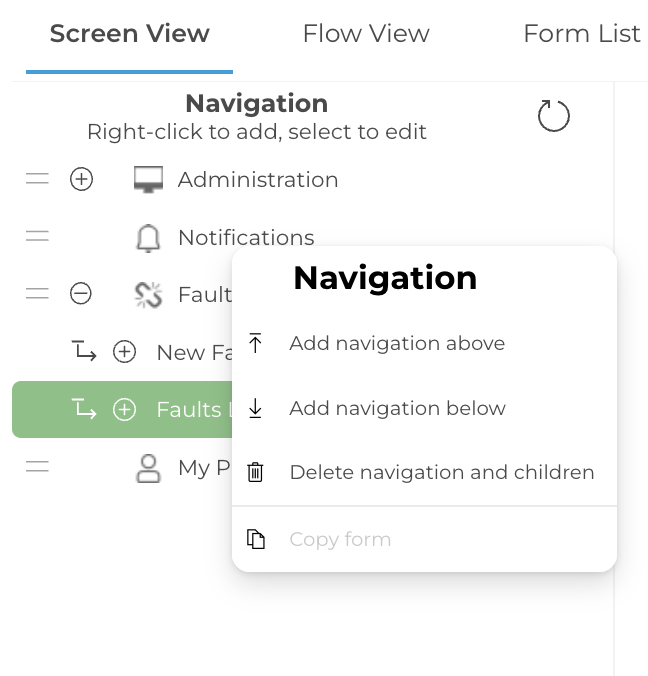 Screen View
Flow View
Form List
Navigation
Right-click to add, select to edit
Administration
Notifications
Fault
New Fa
Faults
My P
Navigation
Add navigation above
Add navigation below
Delete navigation and children
Copy form